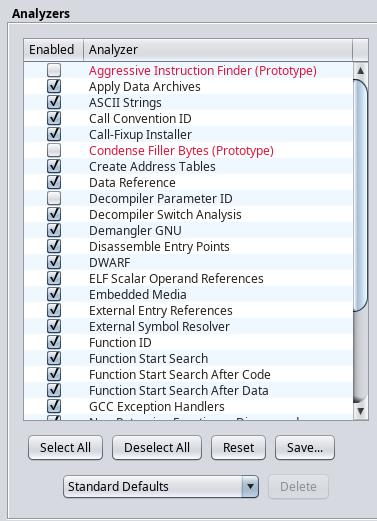 Analyzers
Enabled Analyzer
Aggressive Instruction Finder (Prototype)
Apply Data Archives
ASCII Strings
Call Convention ID
Call-Fixup Installer
Condense Filler Bytes (Prototype)
Create Address Tables
Data Reference
Decompiler Parameter ID
Decompiler Switch Analysis
Demangler GNU
Disassemble Entry Points
DWARF
ELF Scalar Operand References
Embedded Media
External Entry References
External Symbol Resolver
Function ID
Function Start Search
Function Start Search After Code
Function Start Search After Data
GCC Exception Handlers
Select All Deselect All Reset Save...
Standard Defaults Delete